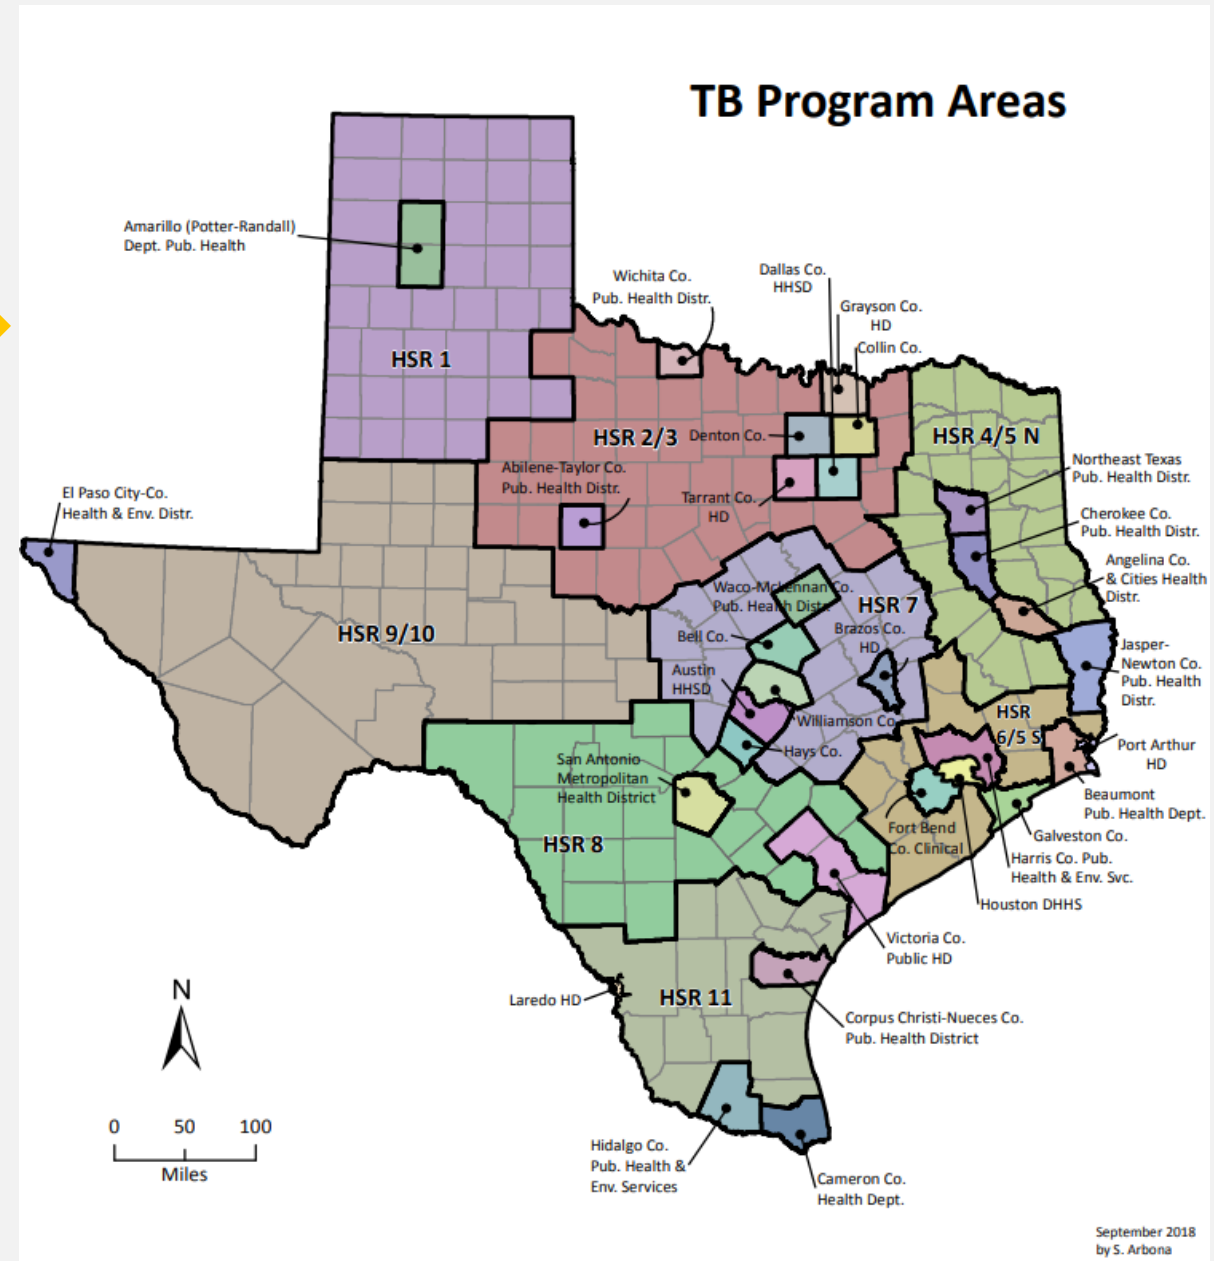 TB Program Areas
Amarillo (Potter-Randall)
Dept. Pub. Health
Wichita Co.
Pub. Health Distr.
Dallas Co.
HHSD
Grayson Co.
HD
Collin Co.
HSR 1
HSR 2/3
Denton Co.
HSR 4/5 N
Abilene-Taylor Co.
Pub. Health Distr.
Tarrant Co.
HD
Northeast Texas
Pub. Health Distr.
El Paso City-Co.
Health & Env. Distr.
Cherokee Co.
Pub. Health Distr.
Angelina Co.
& Cities Health
Distr.
Waco-McLennan Co.
Pub. Health Distr.
HSR 7
HSR 9/10
Bell Co.
Brazos Co.
HD
Jasper-
Newton Co.
Pub. Health
Distr.
Austin
HHSD
Williamson Co.
HSR
6/5 S
Hays Co.
Port Arthur
HD
San Antonio
Metropolitan
Health District
Beaumont
Pub. Health Dept.
HSR 8
Fort Bend
Co. Clinical
Galveston Co.
Harris Co. Pub.
Health & Env. Svc.
Houston DHHS
Victoria Co.
Public HD
N
Laredo HD
HSR 11
Corpus Christi-Nueces Co.
Pub. Health District
0 50 100
Miles
Hidalgo Co.
Pub. Health &
Env. Services
Cameron Co.
Health Dept.
September 2018
by S. Arbona